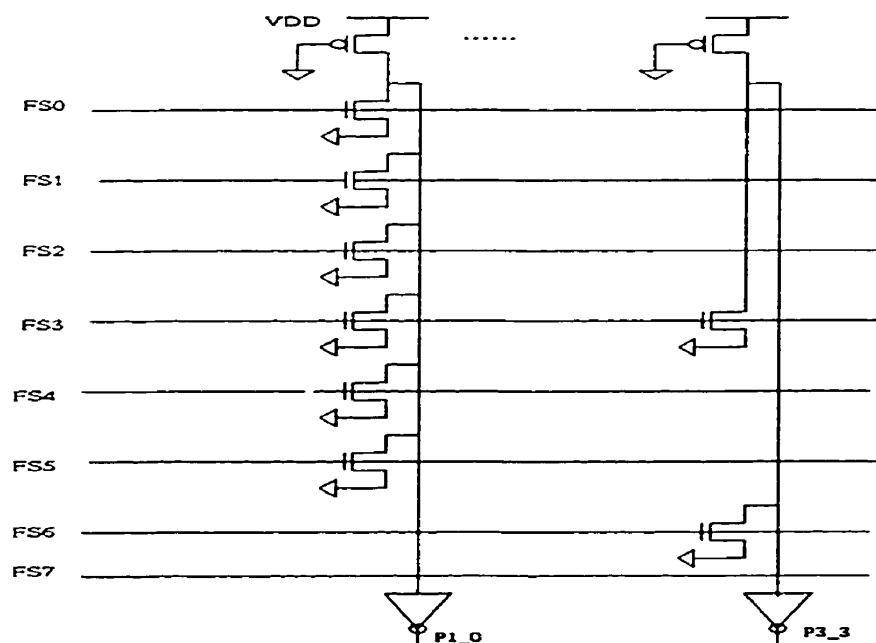 VDD
......
FS0
FS1
FS2
FS3
FS4
FS5
FS6
FS7
P1_0
P3_3